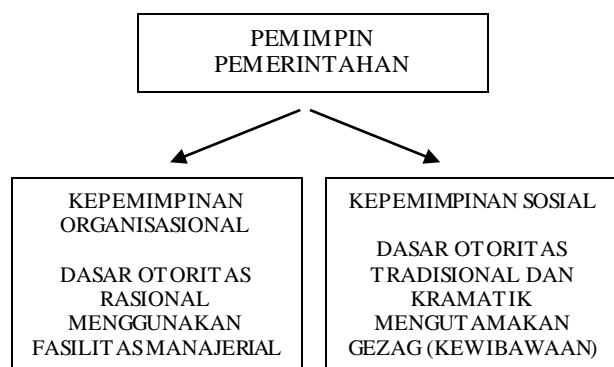 PEMIMPIN
PEMERINTAHAN
KEPEMIMPINAN
ORGANISASIONAL
DASAR OTORITAS
RASIONAL
MENGGUNAKAN
FASILITAS MANAJERIAL
KEPEMIMPINAN SOSIAL
DASAR OTORITAS
TRADISIONAL DAN
KRAMATIK
MENGUTAMAKAN
GEZAG (KEWIBAWAAN)